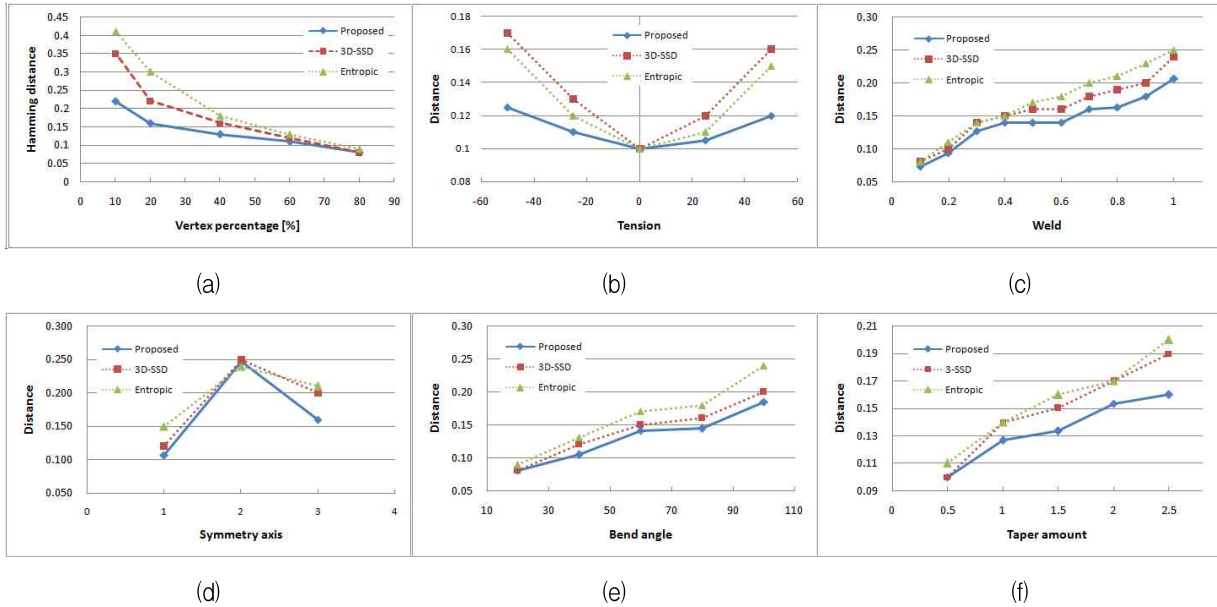 0.45
0.4
0.35
0.3
0.25
0.2
0.15
0.1
0.05
0
Hamming distance
Proposed
3D-SSD
Entropic
0 10 20 30 40 50 60 70 80 90
Vertex percentage [%]
(a)
0.18
0.16
0.14
0.12
0.1
0.08
Distance
Proposed
3D-SSD
Entropic
-60 -40 -20 0 20 40 60
Tension
(b)
0.30
0.25
0.20
0.15
0.10
0.05
Distance
Proposed
3D-SSD
Entropic
0 0.2 0.4 0.6 0.8 1
Weld
(c)
0.300
0.250
0.200
0.150
0.100
0.050
Distance
Proposed
3D-SSD
Entropic
0 1 2 3 4
Symmetry axis
(d)
0.30
0.25
0.20
0.15
0.10
0.05
Distance
Proposed
3D-SSD
Entropic
10 30 50 70 90 110
Bend angle
(e)
0.21
0.19
0.17
0.15
0.13
0.11
0.09
Distance
Proposed
3-SSD
Entropic
0 0.5 1 1.5 2 2.5
Taper amount
(f)